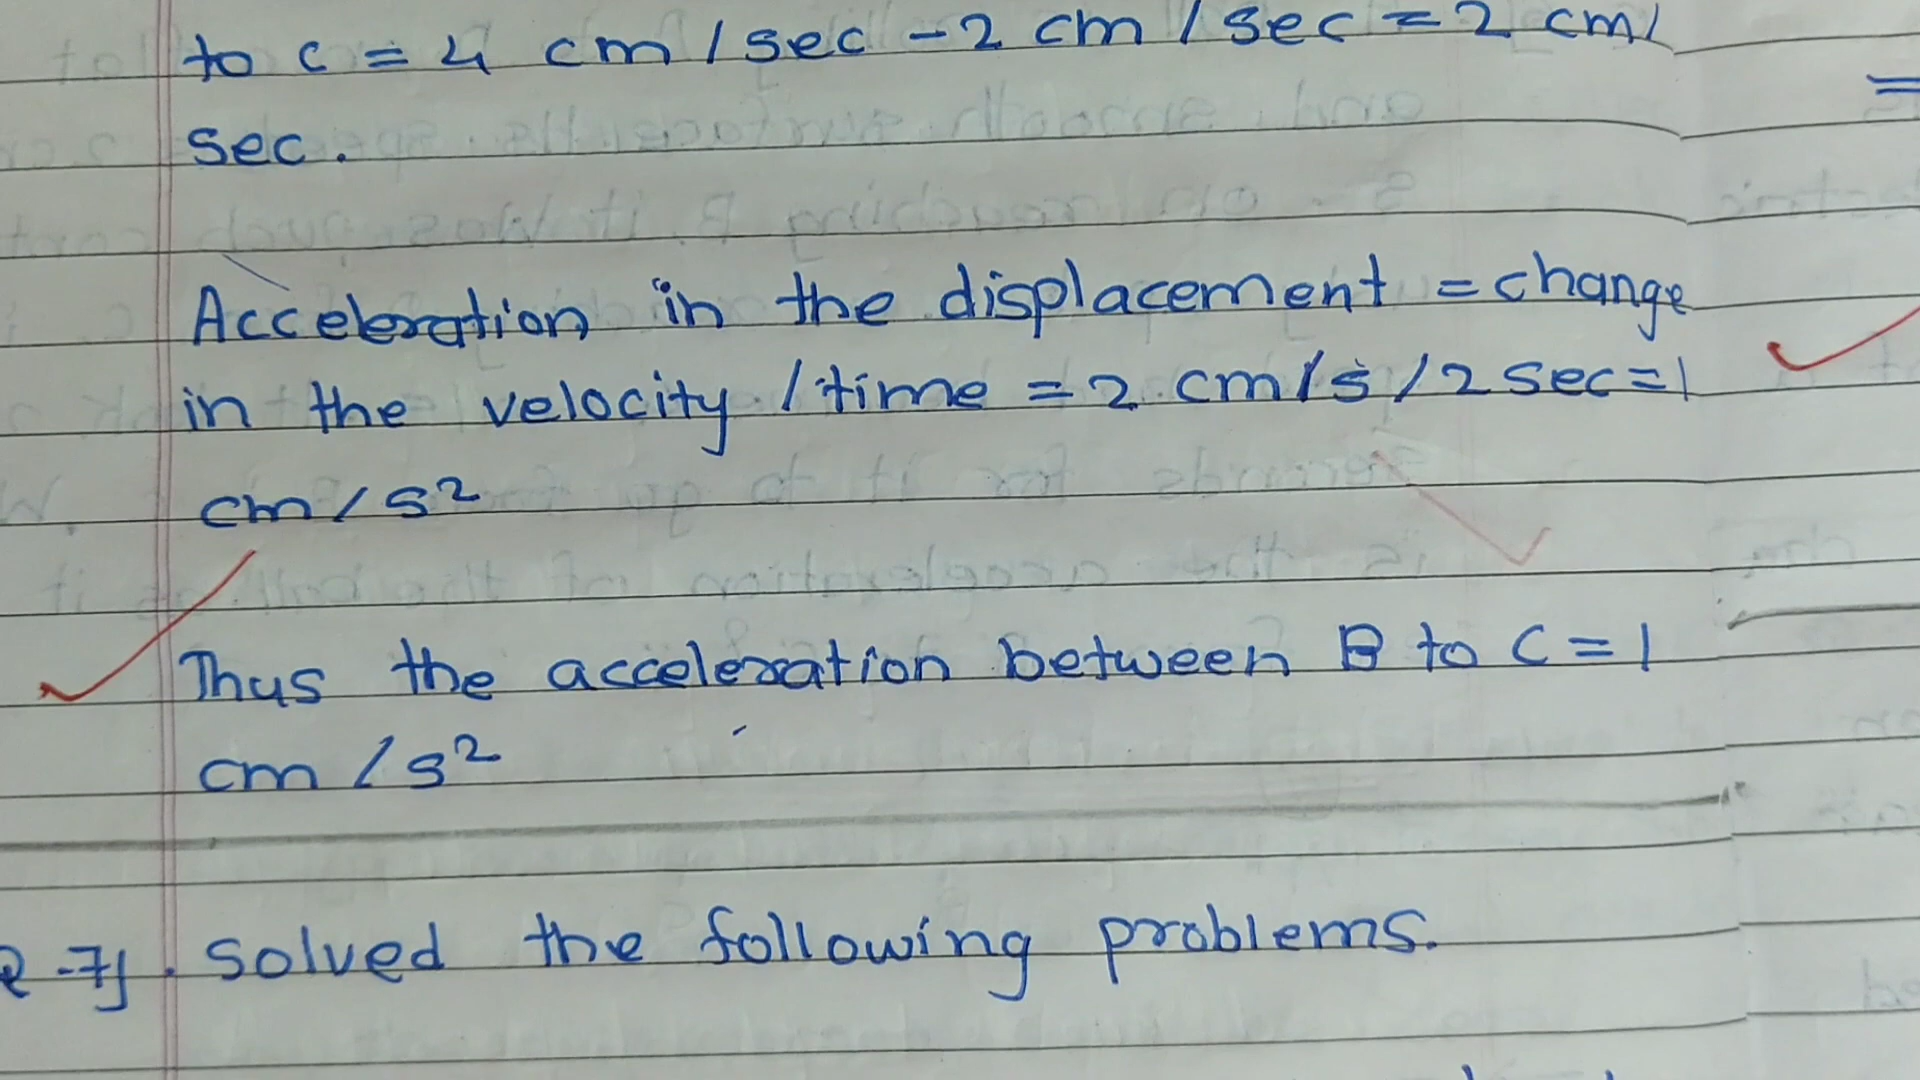 to c = 4 cm / sec - 2 cm / sec = 2 cm/
sec.
Acceleration in the displacement = change
in the velocity / time = 2 cm/s / 2 sec = 1
cm / s²
Thus the acceleration between B to C = 1
cm / s²
Q-7] . solved the following problems.